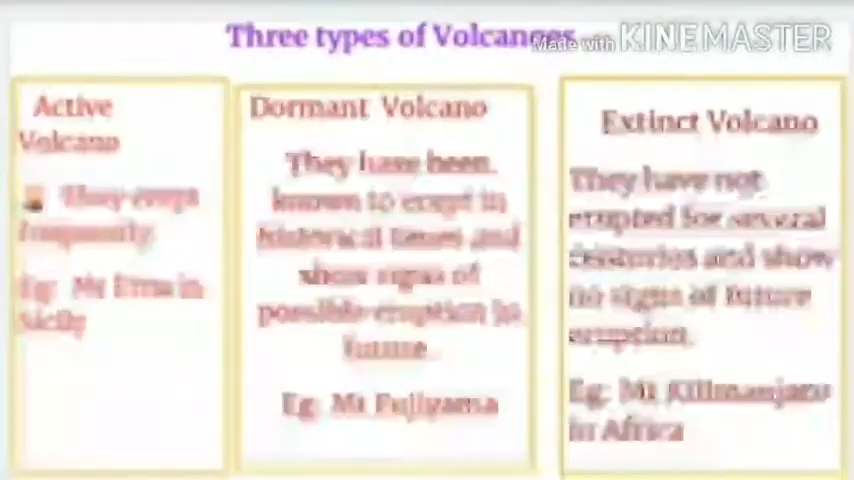 Three types of Volcanoes
Made with KINEMASTER
Active
Volcano
They erupt
frequently
Eg: Mt Etna in
Sicily
Dormant Volcano
They have been
known to erupt in
historical times and
show signs of
possible eruption in
future.
Eg: Mt Fujiyama
Extinct Volcano
They have not
erupted for several
centuries and show
no signs of future
eruption.
Eg: Mt Kilimanjaro
in Africa